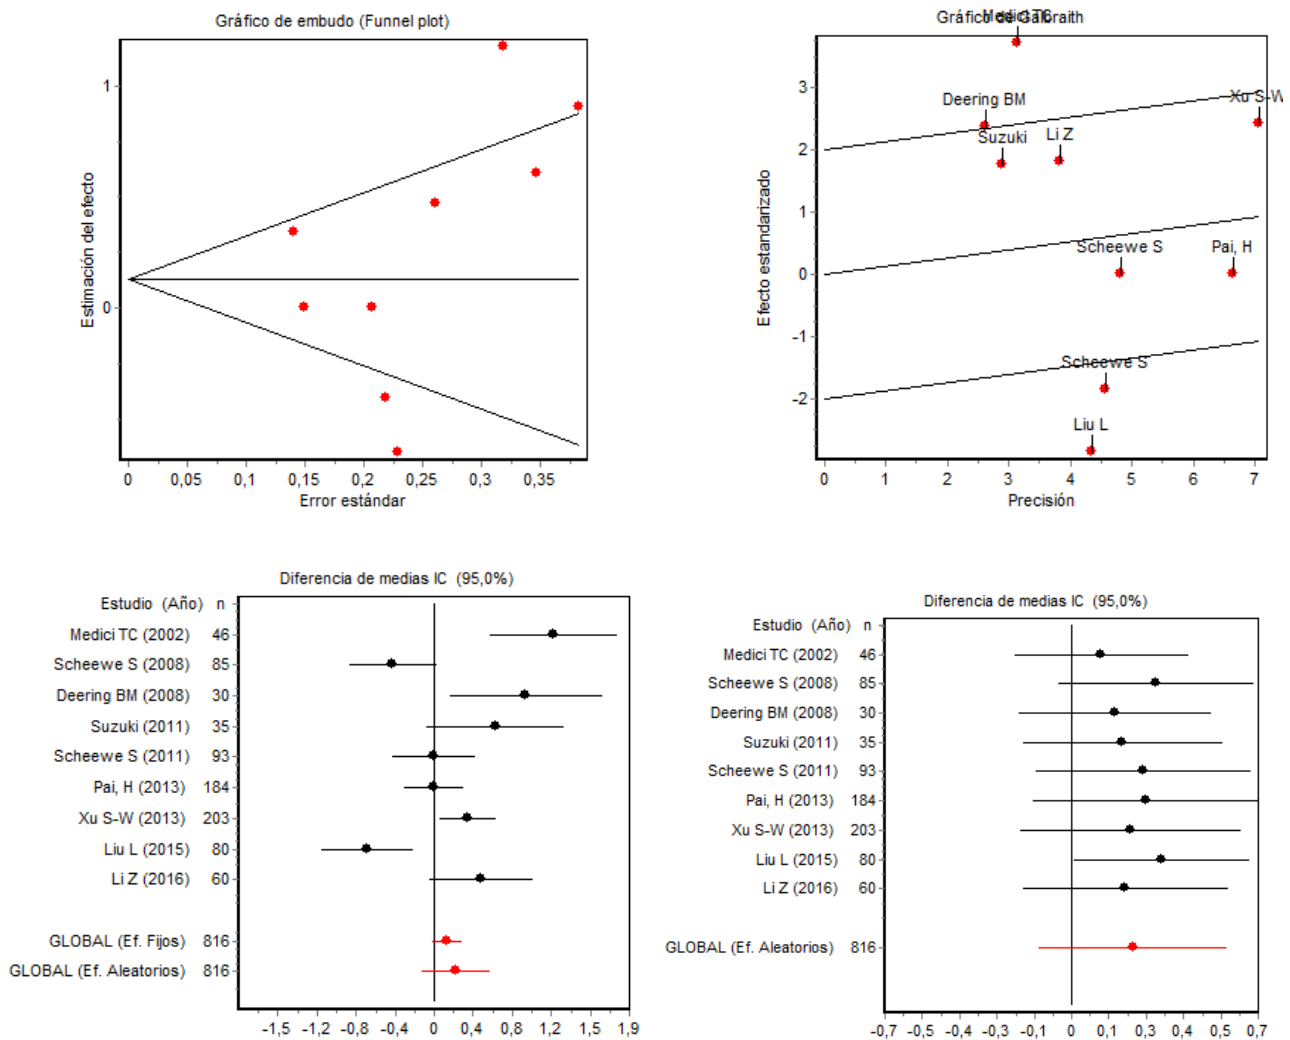 Gráfico de embudo (Funnel plot)
1
0
Estimación del efecto
0 0,05 0,1 0,15 0,2 0,25 0,3 0,35
Error estándar
Gráfico de Galbraith
Medici TC
Deering BM
Xu S-W
Suzuki
Li Z
Scheewe S
Pai, H
Scheewe S
Liu L
3
2
1
0
-1
-2
Efecto estandarizado
0 1 2 3 4 5 6 7
Precisión
Diferencia de medias IC (95,0%)
Estudio (Año) n
Medici TC (2002) 46
Scheewe S (2008) 85
Deering BM (2008) 30
Suzuki (2011) 35
Scheewe S (2011) 93
Pai, H (2013) 184
Xu S-W (2013) 203
Liu L (2015) 80
Li Z (2016) 60
GLOBAL (Ef. Fijos) 816
GLOBAL (Ef. Aleatorios) 816
-1,5 -1,2 -0,8 -0,4 0 0,4 0,8 1,2 1,5 1,9
Diferencia de medias IC (95,0%)
Estudio (Año) n
Medici TC (2002) 46
Scheewe S (2008) 85
Deering BM (2008) 30
Suzuki (2011) 35
Scheewe S (2011) 93
Pai, H (2013) 184
Xu S-W (2013) 203
Liu L (2015) 80
Li Z (2016) 60
GLOBAL (Ef. Aleatorios) 816
-0,7 -0,5 -0,4 -0,3 -0,1 0 0,1 0,3 0,4 0,5 0,7